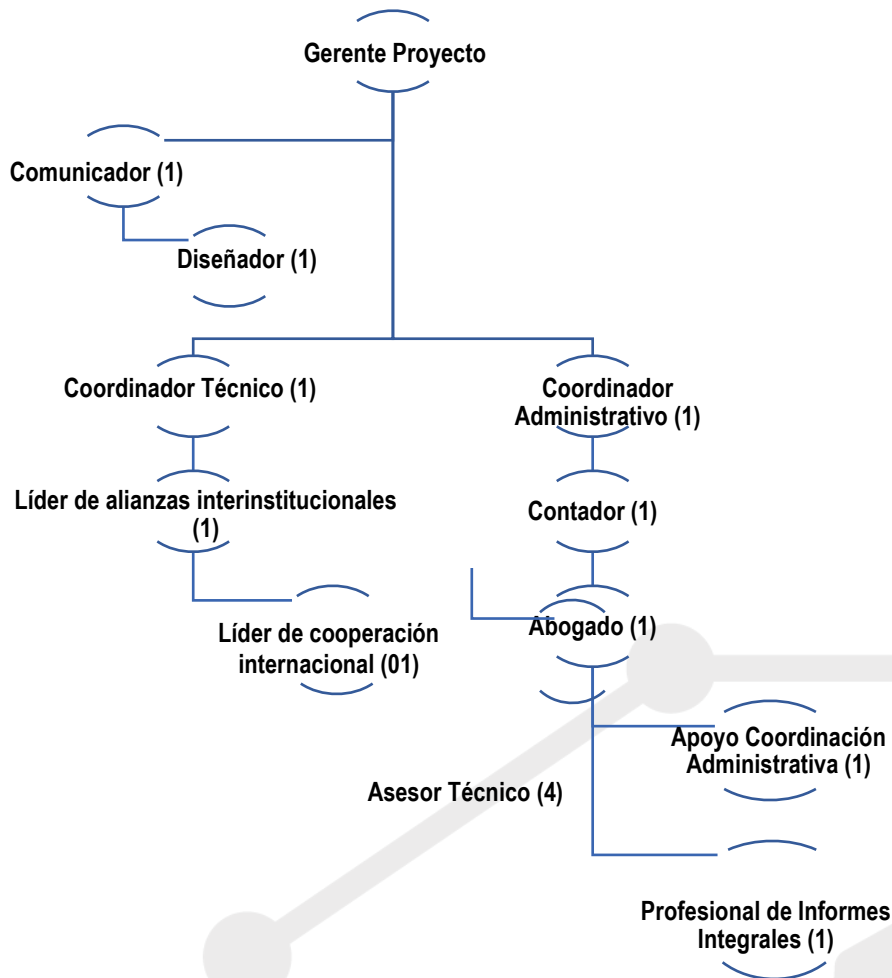 Gerente Proyecto
Comunicador (1)
Diseñador (1)
Coordinador Técnico (1)
Coordinador
Administrativo (1)
Líder de alianzas interinstitucionales
(1)
Contador (1)
Líder de cooperación
internacional (01)
Abogado (1)
Apoyo Coordinación
Administrativa (1)
Asesor Técnico (4)
Profesional de Informes
Integrales (1)